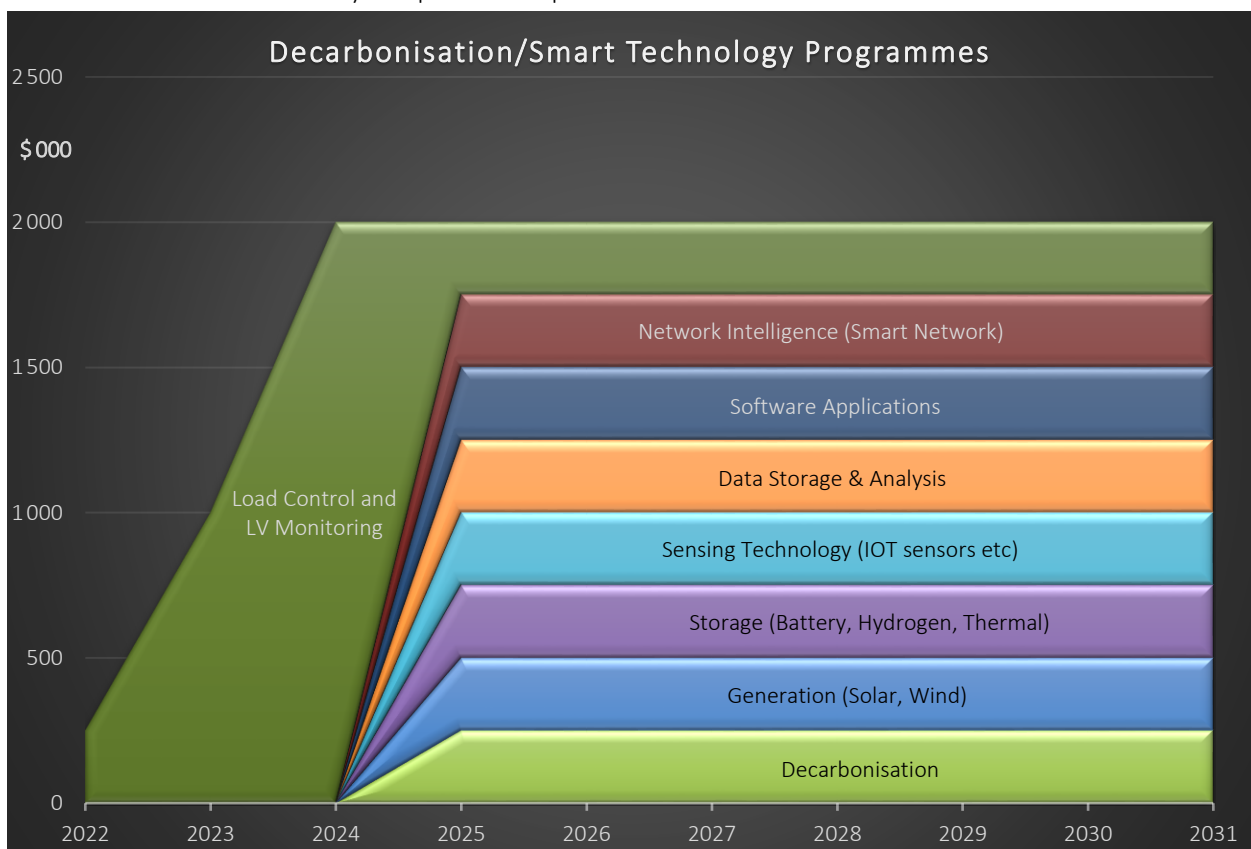 Decarbonisation/Smart Technology Programmes
2500
$000
2000
1500
1000
500
0
Network Intelligence (Smart Network)
Software Applications
Data Storage & Analysis
Load Control and
LV Monitoring
Sensing Technology (IOT sensors etc)
Storage (Battery, Hydrogen, Thermal)
Generation (Solar, Wind)
Decarbonisation
2022 2023 2024 2025 2026 2027 2028 2029 2030 2031